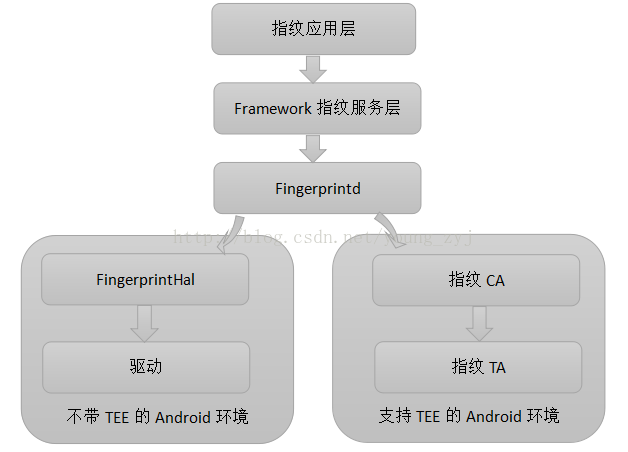 指纹应用层
Framework 指纹服务层
Fingerprintd
http://blog.csdn.net/young_zyj
FingerprintHal
指纹 CA
驱动
指纹 TA
不带 TEE 的 Android 环境
支持 TEE 的 Android 环境